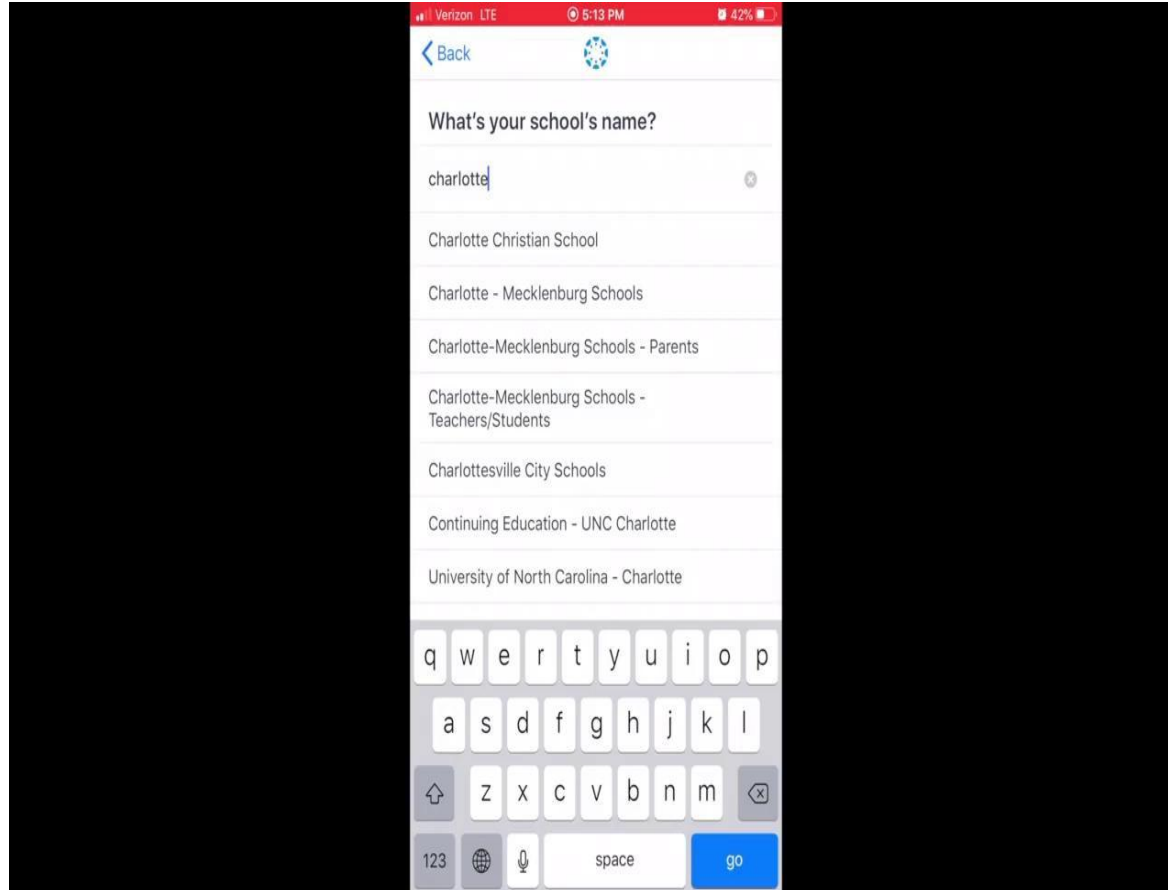 Verizon LTE 5:13 PM 42%
Back
What's your school's name?
charlotte
Charlotte Christian School
Charlotte - Mecklenburg Schools
Charlotte-Mecklenburg Schools - Parents
Charlotte-Mecklenburg Schools -
Teachers/Students
Charlottesville City Schools
Continuing Education - UNC Charlotte
University of North Carolina - Charlotte
q w e r t y u i o p
a s d f g h j k l
z x c v b n m
123 space go